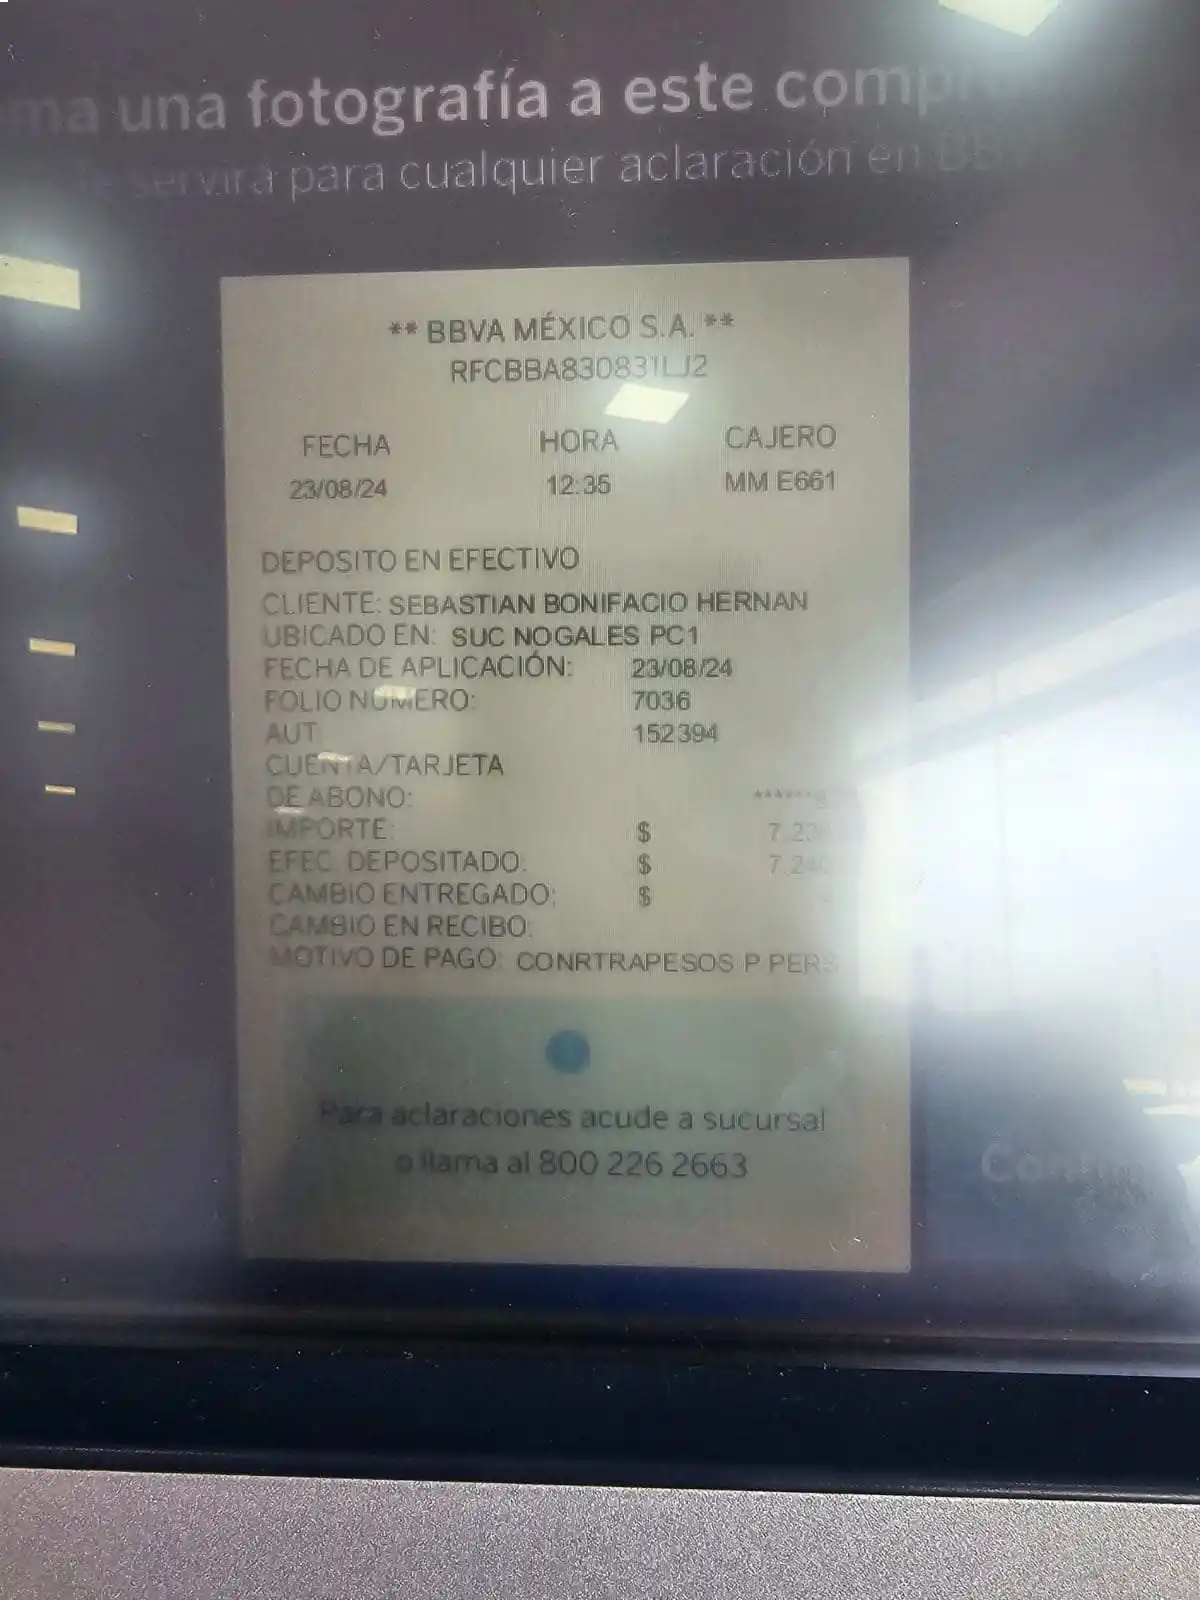 una fotografía a este
servirá para cualquier aclaración en
** BBVA MÉXICO S.A. **
RFCBBA830831LJ2
FECHA HORA CAJERO
23/08/24 12:35 MM E661
DEPOSITO EN EFECTIVO
CLIENTE: SEBASTIAN BONIFACIO HERNAN
UBICADO EN: SUC NOGALES PC1
FECHA DE APLICACIÓN: 23/08/24
FOLIO NÚMERO: 7036
AUT 152394
CUENTA/TARJETA
DE ABONO:
IMPORTE: $
EFEC. DEPOSITADO: $
CAMBIO ENTREGADO: $
CAMBIO EN RECIBO:
MOTIVO DE PAGO: CONRTRAPESOS P PERS
Para aclaraciones acude a sucursal
o llama al 800 226 2663